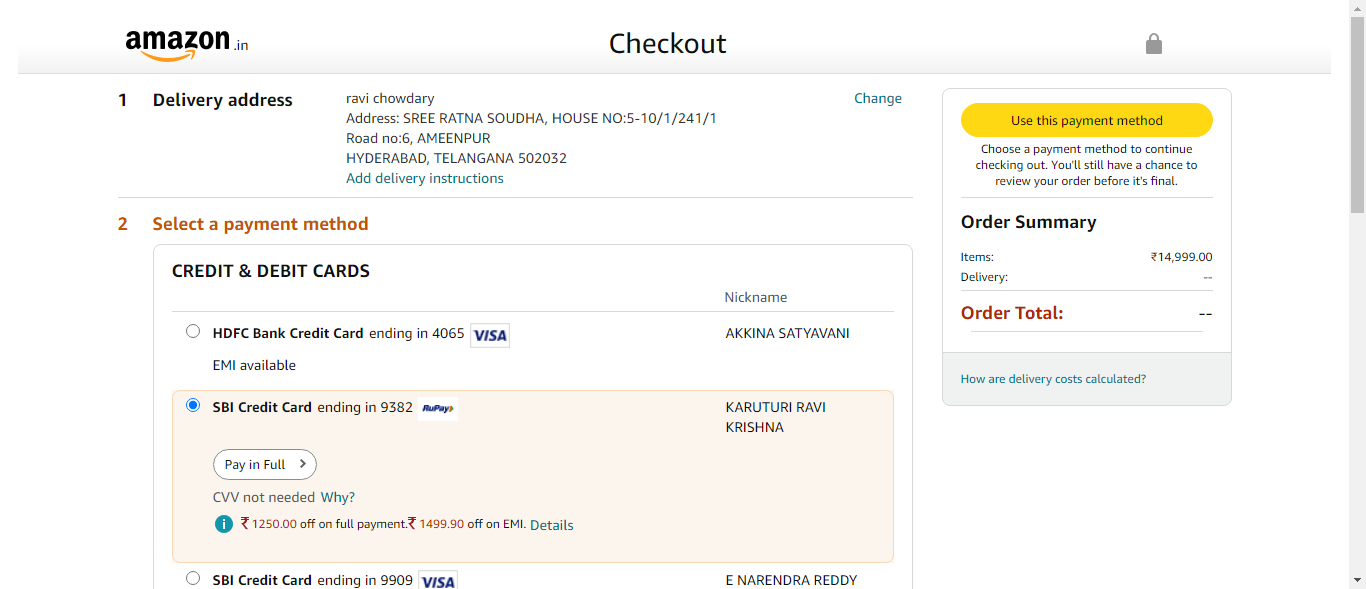 amazon.in
Checkout
1 Delivery address
ravi chowdary
Address: SREE RATNA SOUDHA, HOUSE NO:5-10/1/241/1
Road no:6, AMEENPUR
HYDERABAD, TELANGANA 502032
Add delivery instructions
Change
2 Select a payment method
CREDIT & DEBIT CARDS
Nickname
HDFC Bank Credit Card ending in 4065 VISA AKKINA SATYAVANI
EMI available
SBI Credit Card ending in 9382 RuPay KARUTURI RAVI
KRISHNA
Pay in Full
CVV not needed Why?
i ₹ 1250.00 off on full payment.₹ 1499.90 off on EMI. Details
SBI Credit Card ending in 9909 VISA E NARENDRA REDDY
Use this payment method
Choose a payment method to continue
checking out. You'll still have a chance to
review your order before it's final.
Order Summary
Items: ₹14,999.00
Delivery: --
Order Total: --
How are delivery costs calculated?